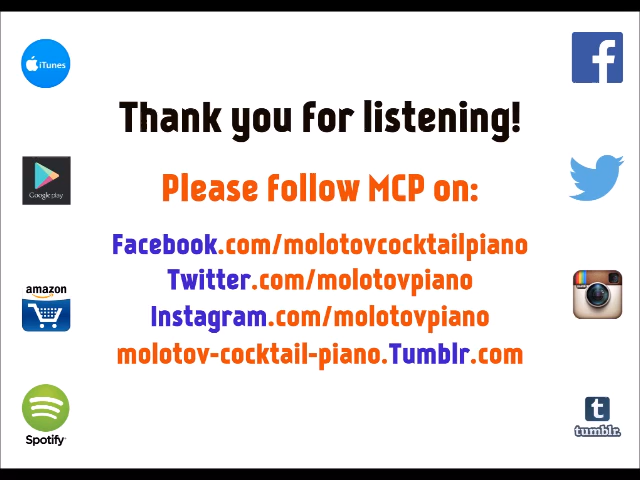 iTunes
Thank you for listening!
Google play
Please follow MCP on:
Facebook.com/molotovcocktailpiano
Twitter.com/molotovpiano
amazon
Instagram.com/molotovpiano
molotov-cocktail-piano.Tumblr.com
Spotify
t
tumblr.